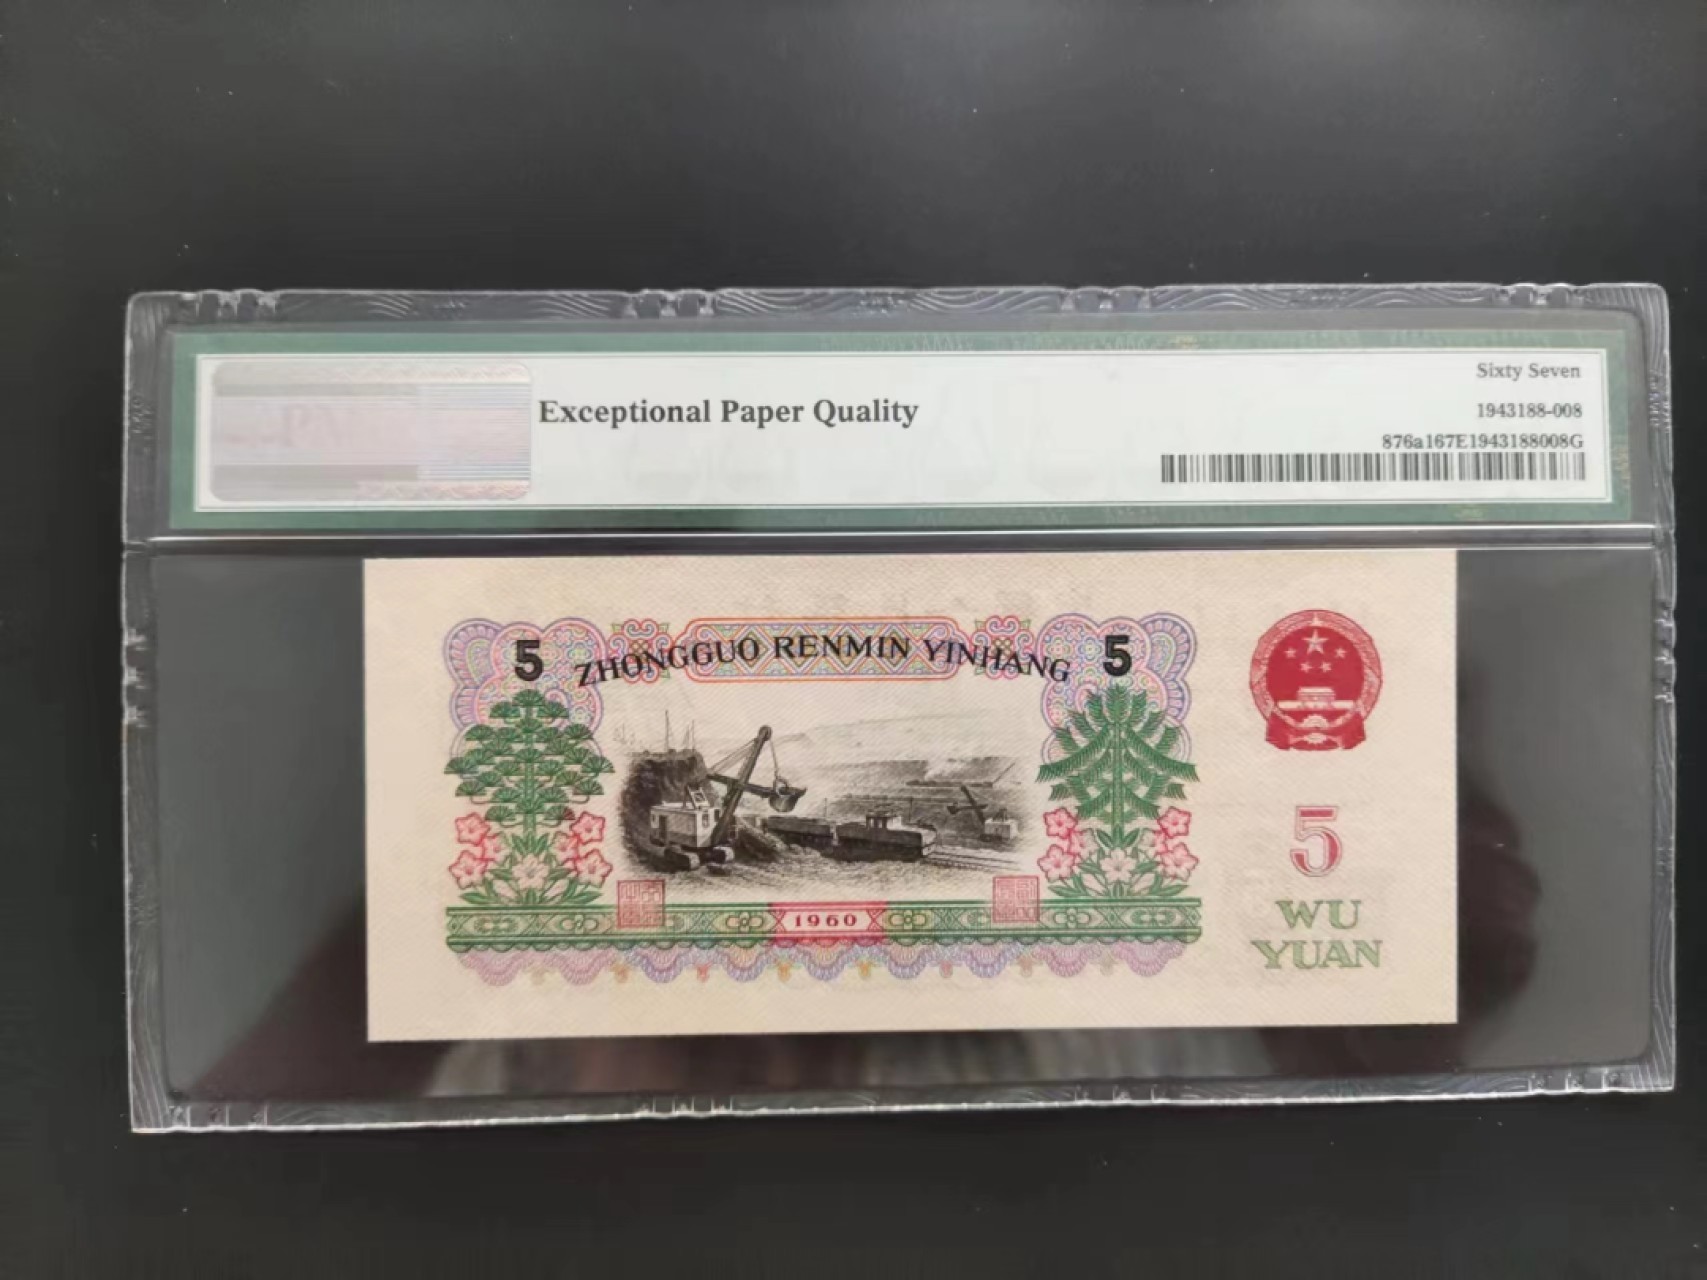 Sixty Seven
Exceptional Paper Quality
1943188-008
876a167E1943188008G
5 ZHONGGUO RENMIN YINHANG 5
1960
5
WU
YUAN